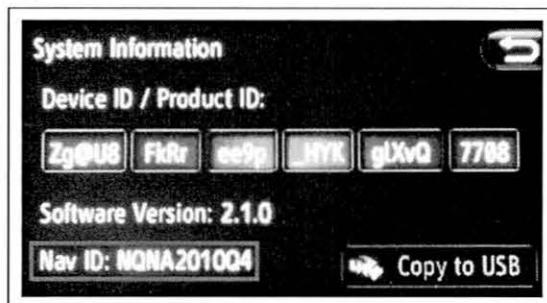 System Information
Device ID / Product ID:
Zg@U8 FkRr ee9p _HYK glXvQ 7708
Software Version: 2.1.0
Nav ID: NQNA2010Q4
Copy to USB